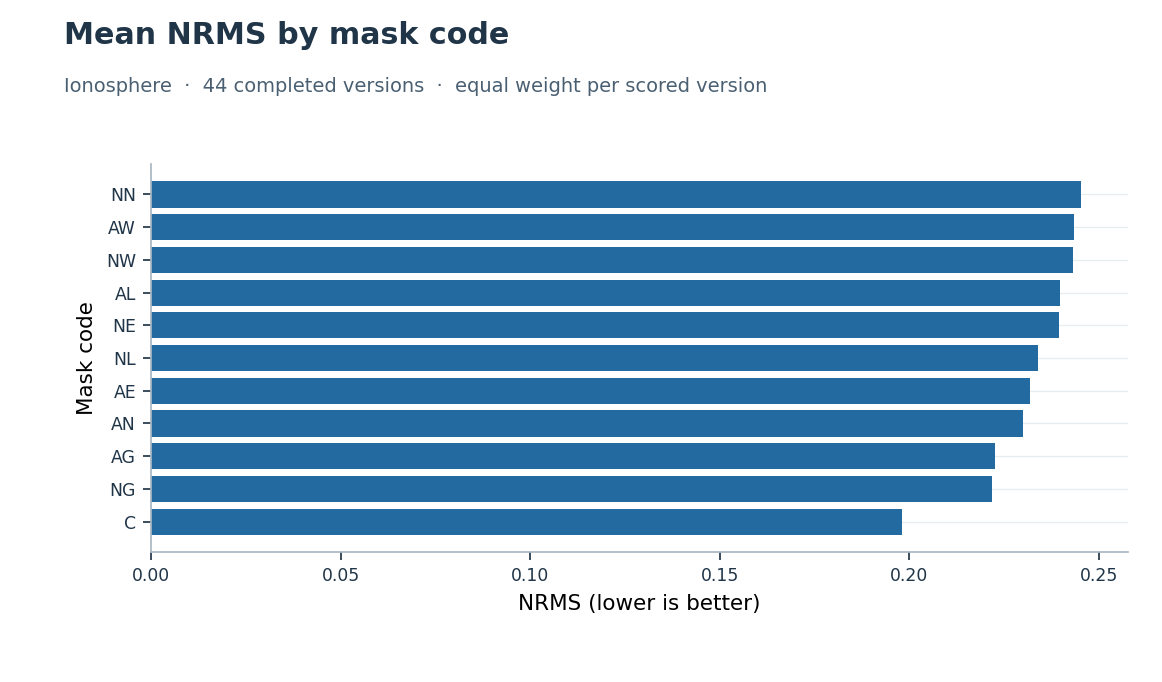 Mean NRMS by mask code
Ionosphere · 44 completed versions · equal weight per scored version
NN
AW
NW
AL
NE
NL
AE
AN
AG
NG
C
Mask code
0.00 0.05 0.10 0.15 0.20 0.25
NRMS (lower is better)